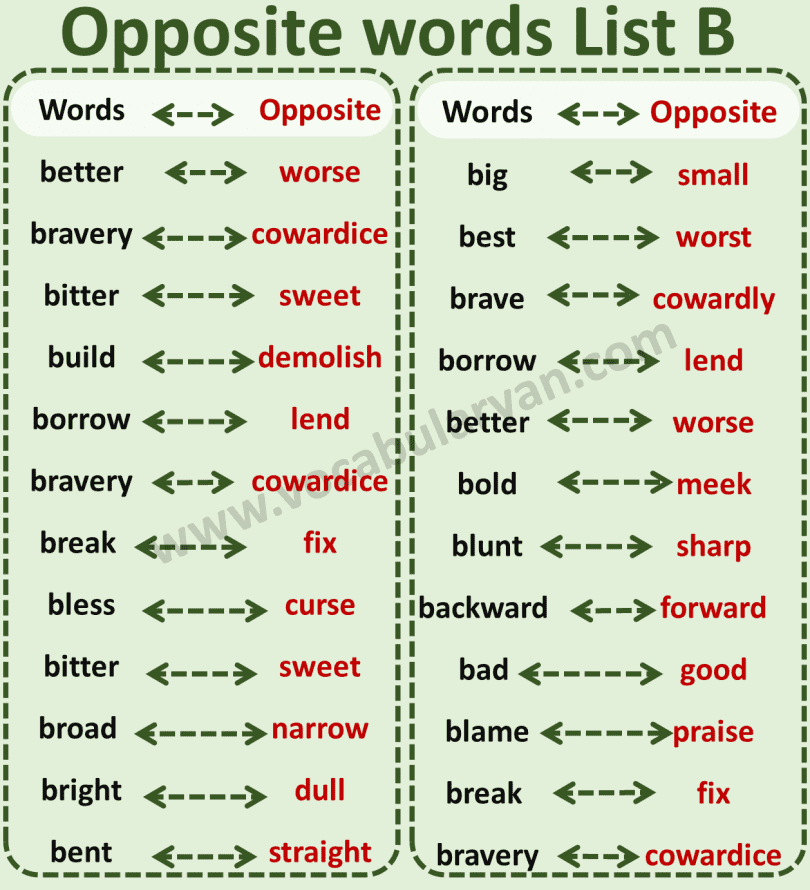 Opposite words List B
Words Opposite
better worse
bravery cowardice
bitter sweet
build demolish
borrow lend
bravery cowardice
break fix
bless curse
bitter sweet
broad narrow
bright dull
bent straight
Words Opposite
big small
best worst
brave cowardly
borrow lend
better worse
bold meek
blunt sharp
backward forward
bad good
blame praise
break fix
bravery cowardice
www.vocabularyan.com